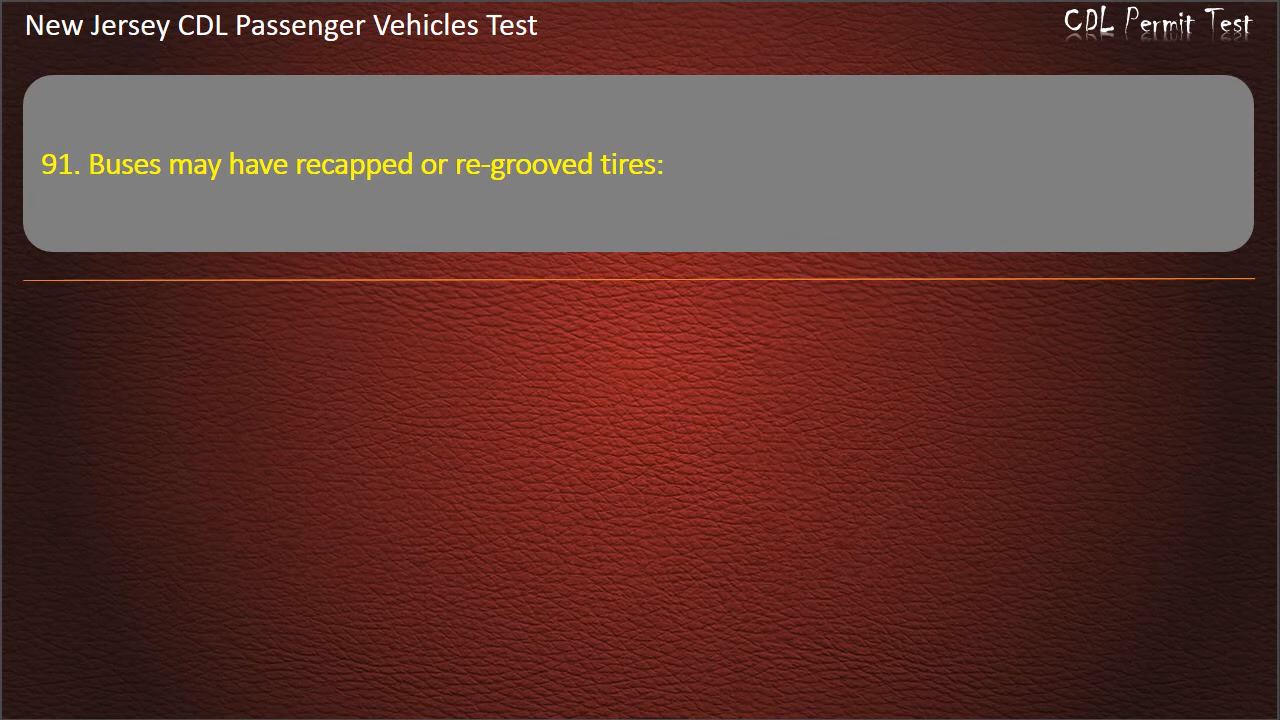 New Jersey CDL Passenger Vehicles Test
CDL Permit Test
91. Buses may have recapped or re-grooved tires: